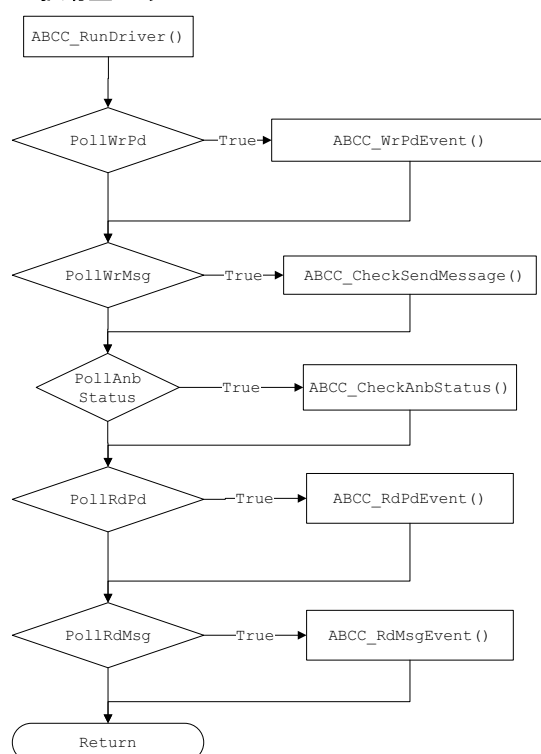 ABCC_RunDriver()
PollWrPd
True
ABCC_WrPdEvent()
PollWrMsg
True
ABCC_CheckSendMessage()
PollAnb
Status
True
ABCC_CheckAnbStatus()
PollRdPd
True
ABCC_RdPdEvent()
PollRdMsg
True
ABCC_RdMsgEvent()
Return